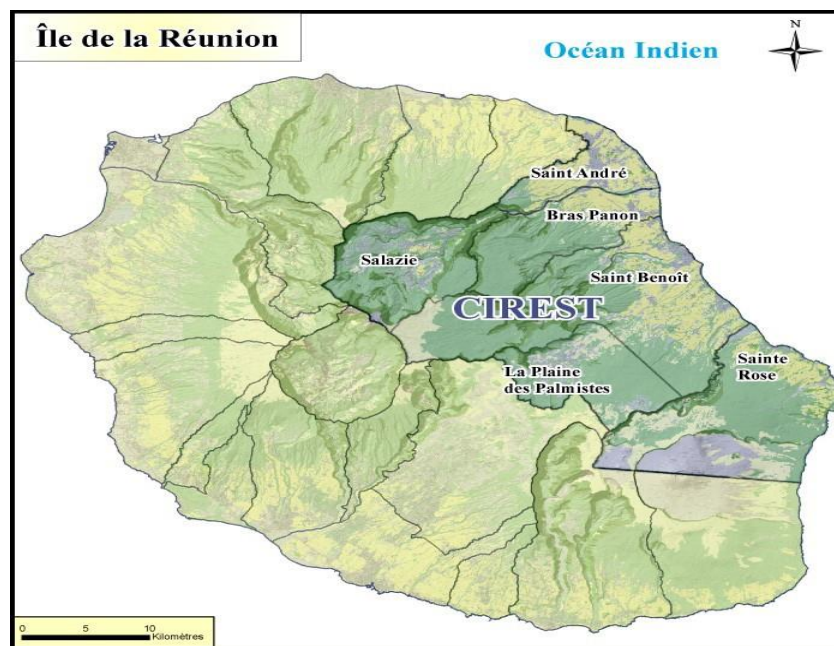 Île de la Réunion
Océan Indien
N
Saint André
Bras Panon
Salazie
Saint Benoît
CIREST
La Plaine
des Palmistes
Sainte
Rose
0 5 10
Kilomètres